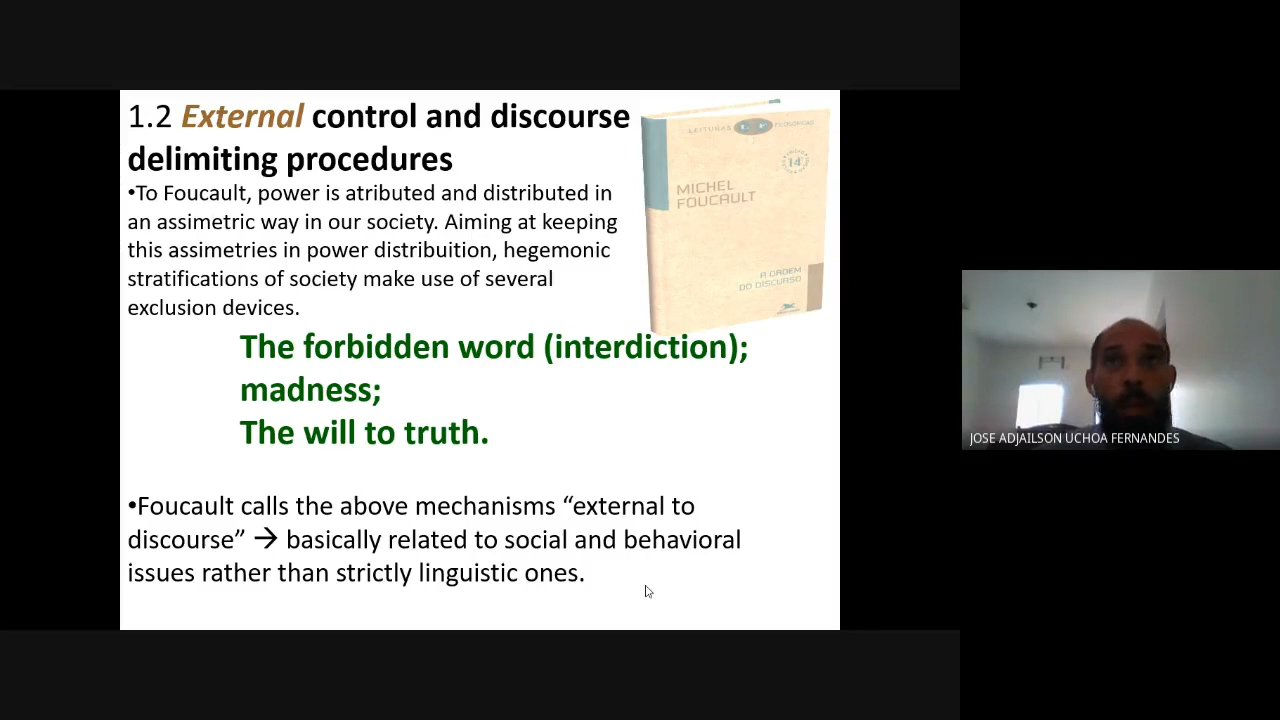 1.2 External control and discourse
delimiting procedures
•To Foucault, power is atributed and distributed in
an assimetric way in our society. Aiming at keeping
this assimetries in power distribuition, hegemonic
stratifications of society make use of several
exclusion devices.
The forbidden word (interdiction);
madness;
The will to truth.
•Foucault calls the above mechanisms “external to
discourse” → basically related to social and behavioral
issues rather than strictly linguistic ones.
LEITURAS FILOSÓFICAS
14ª
MICHEL
FOUCAULT
A ORDEM
DO DISCURSO
JOSE ADJAILSON UCHOA FERNANDES